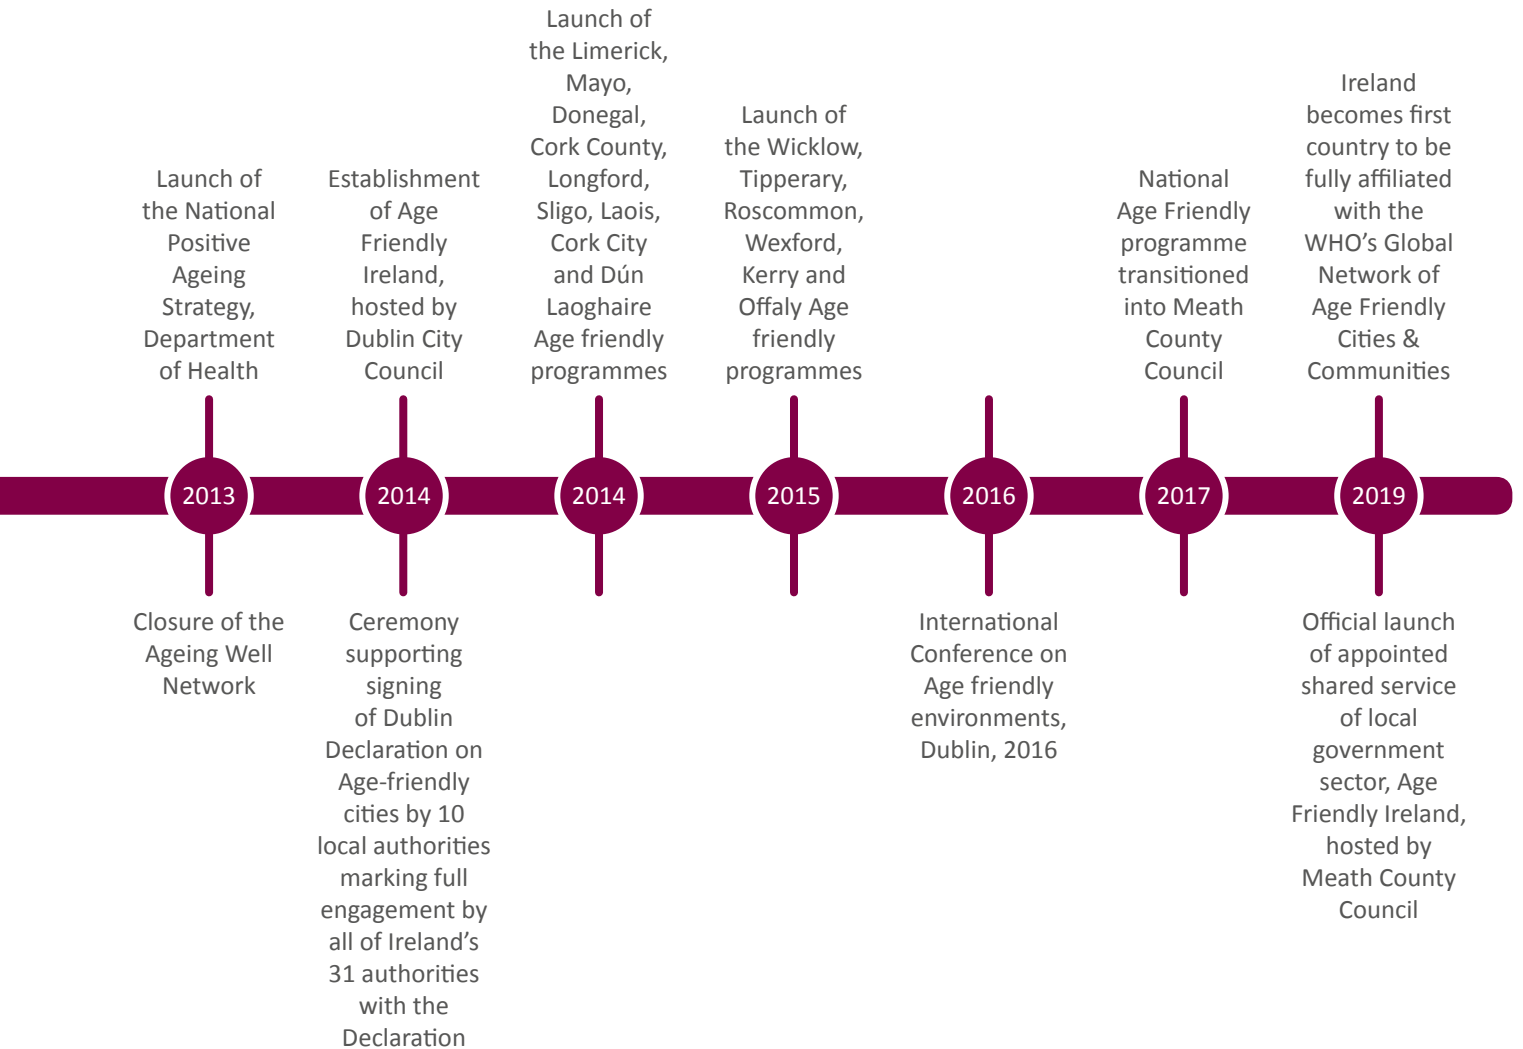 Launch of
the National
Positive
Ageing
Strategy,
Department
of Health
2013
Closure of the
Ageing Well
Network
Establishment
of Age
Friendly
Ireland,
hosted by
Dublin City
Council
2014
Ceremony
supporting
signing
of Dublin
Declaration on
Age-friendly
cities by 10
local authorities
marking full
engagement by
all of Ireland's
31 authorities
with the
Declaration
Launch of
the Limerick,
Mayo,
Donegal,
Cork County,
Longford,
Sligo, Laois,
Cork City
and Dún
Laoghaire
Age friendly
programmes
2014
Launch of
the Wicklow,
Tipperary,
Roscommon,
Wexford,
Kerry and
Offaly Age
friendly
programmes
2015
2016
International
Conference on
Age friendly
environments,
Dublin, 2016
National
Age Friendly
programme
transitioned
into Meath
County
Council
2017
Ireland
becomes first
country to be
fully affiliated
with the
WHO's Global
Network of
Age Friendly
Cities &
Communities
2019
Official launch
of appointed
shared service
of local
government
sector, Age
Friendly Ireland,
hosted by
Meath County
Council